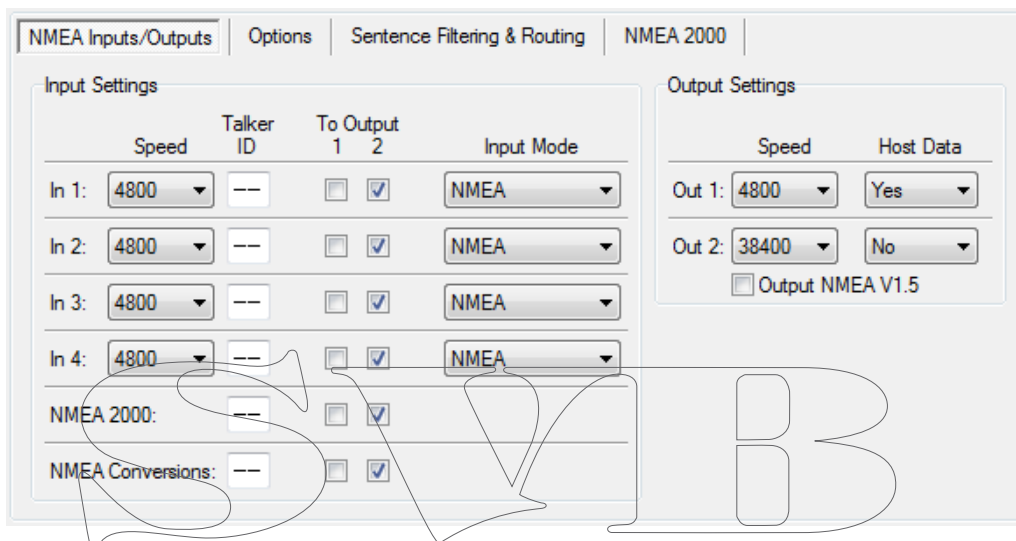 NMEA Inputs/Outputs Options Sentence Filtering & Routing NMEA 2000
Input Settings
Talker To Output
Speed ID 1 2 Input Mode
In 1: 4800 -- NMEA
In 2: 4800 -- NMEA
In 3: 4800 -- NMEA
In 4: 4800 -- NMEA
NMEA 2000: --
NMEA Conversions: --
Output Settings
Speed Host Data
Out 1: 4800 Yes
Out 2: 38400 No
Output NMEA V1.5
SYB